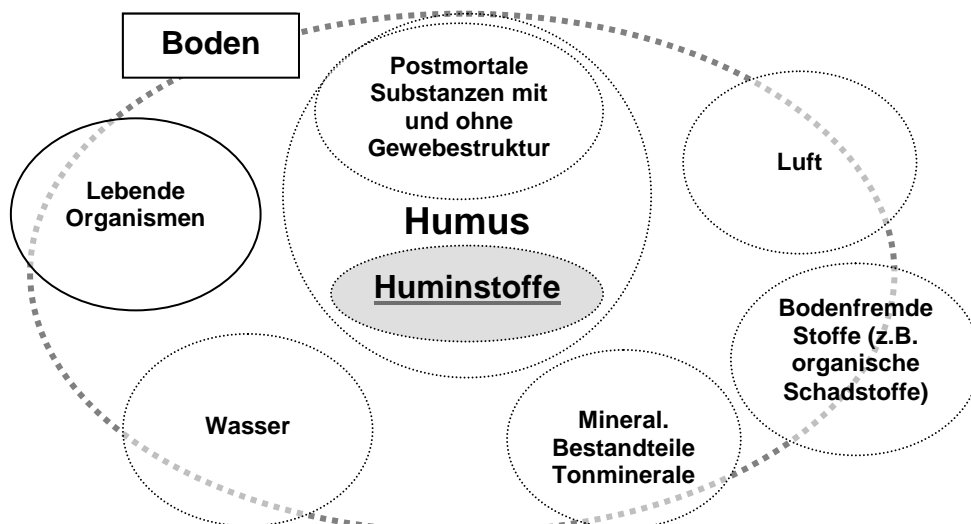 Boden
Postmortale
Substanzen mit
und ohne
Gewebestruktur
Luft
Lebende
Organismen
Humus
Huminstoffe
Bodenfremde
Stoffe (z.B.
organische
Schadstoffe)
Wasser
Mineral.
Bestandteile
Tonminerale